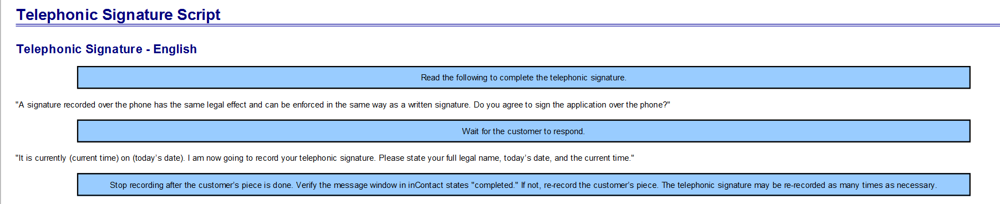 Telephonic Signature Script
Telephonic Signature - English
Read the following to complete the telephonic signature.
"A signature recorded over the phone has the same legal effect and can be enforced in the same way as a written signature. Do you agree to sign the application over the phone?"
Wait for the customer to respond.
"It is currently (current time) on (today's date). I am now going to record your telephonic signature. Please state your full legal name, today's date, and the current time."
Stop recording after the customer's piece is done. Verify the message window in inContact states "completed." If not, re-record the customer's piece. The telephonic signature may be re-recorded as many times as necessary.